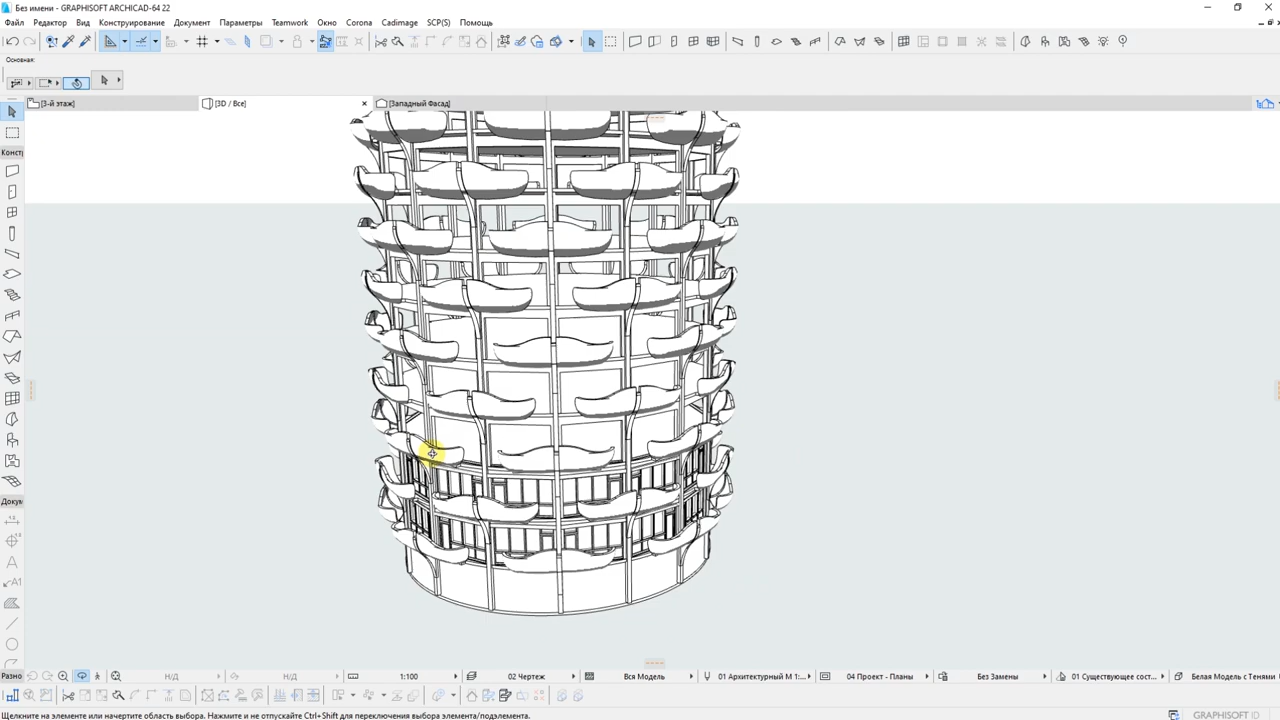 Без имени - GRAPHISOFT ARCHICAD-64 22
Файл Редактор Вид Конструирование Документ Параметры Teamwork Окно Corona Cadimage SCP(S) Помощь
Основная:
[3-й этаж] [3D / Все] [Западный Фасад]
Констр
Докум
A
A1
Разно
Н/Д Н/Д 1:100 02 Чертеж Вся Модель 01 Архитектурный М 1:... 04 Проект - Планы Без Замены 01 Существующее сост... Белая Модель с Тенями
Щелкните на элементе или начертите область выбора. Нажмите и не отпускайте Ctrl+Shift для переключения выбора элемента/подэлемента.
GRAPHISOFT ID